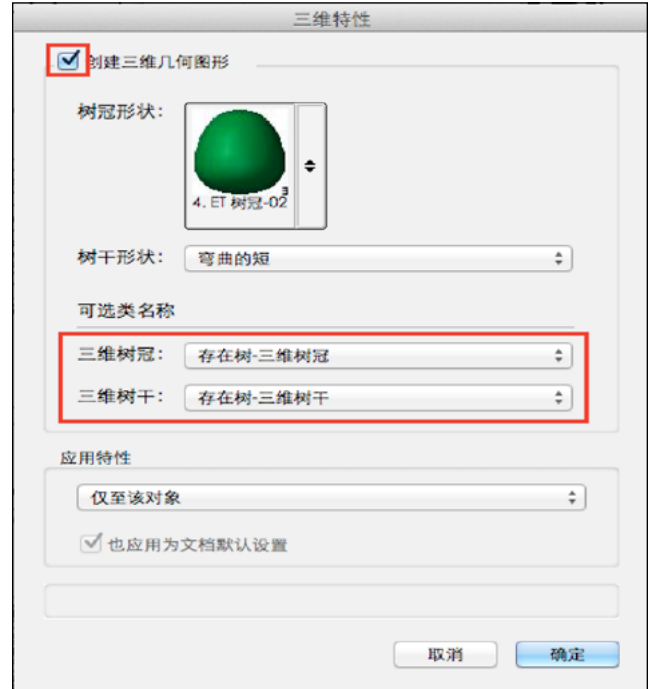 三维特性
创建三维几何图形
树冠形状：
3
4. ET 树冠-02
树干形状： 弯曲的短
可选类名称
三维树冠： 存在树-三维树冠
三维树干： 存在树-三维树干
应用特性
仅至该对象
也应用为文档默认设置
取消 确定